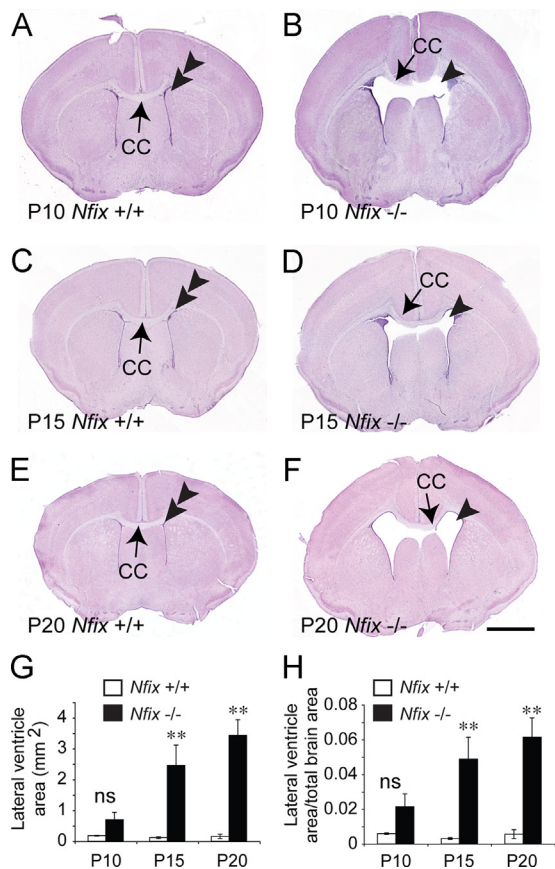 A
CC
P10 Nfix +/+
B
CC
P10 Nfix -/-
C
CC
P15 Nfix +/+
D
CC
P15 Nfix -/-
E
CC
P20 Nfix +/+
F
CC
P20 Nfix -/-
G
Nfix +/+
Nfix -/-
Lateral ventricle
area (mm 2)
4
3
2
1
0
ns
**
**
P10 P15 P20
H
Nfix +/+
Nfix -/-
Lateral ventricle
area/total brain area
0.08
0.06
0.04
0.02
0
ns
**
**
P10 P15 P20